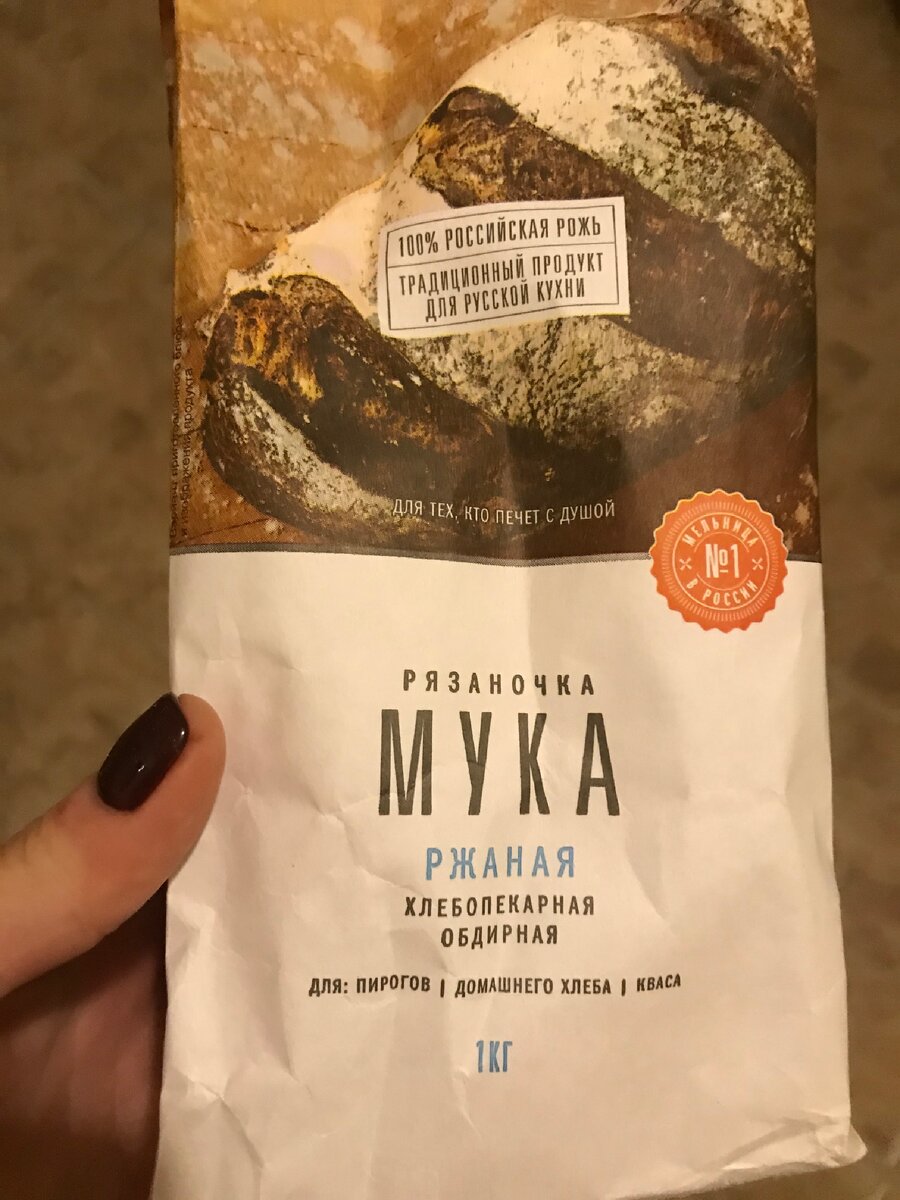 100% РОССИЙСКАЯ РОЖЬ
ТРАДИЦИОННЫЙ ПРОДУКТ
ДЛЯ РУССКОЙ КУХНИ
продукта
ДЛЯ ТЕХ, КТО ПЕЧЕТ С ДУШОЙ
МЕЛЬНИЦА
№1
В РОССИИ
РЯЗАНОЧКА
МУКА
РЖАНАЯ
ХЛЕБОПЕКАРНАЯ
ОБДИРНАЯ
ДЛЯ: ПИРОГОВ | ДОМАШНЕГО ХЛЕБА | КВАСА
1КГ